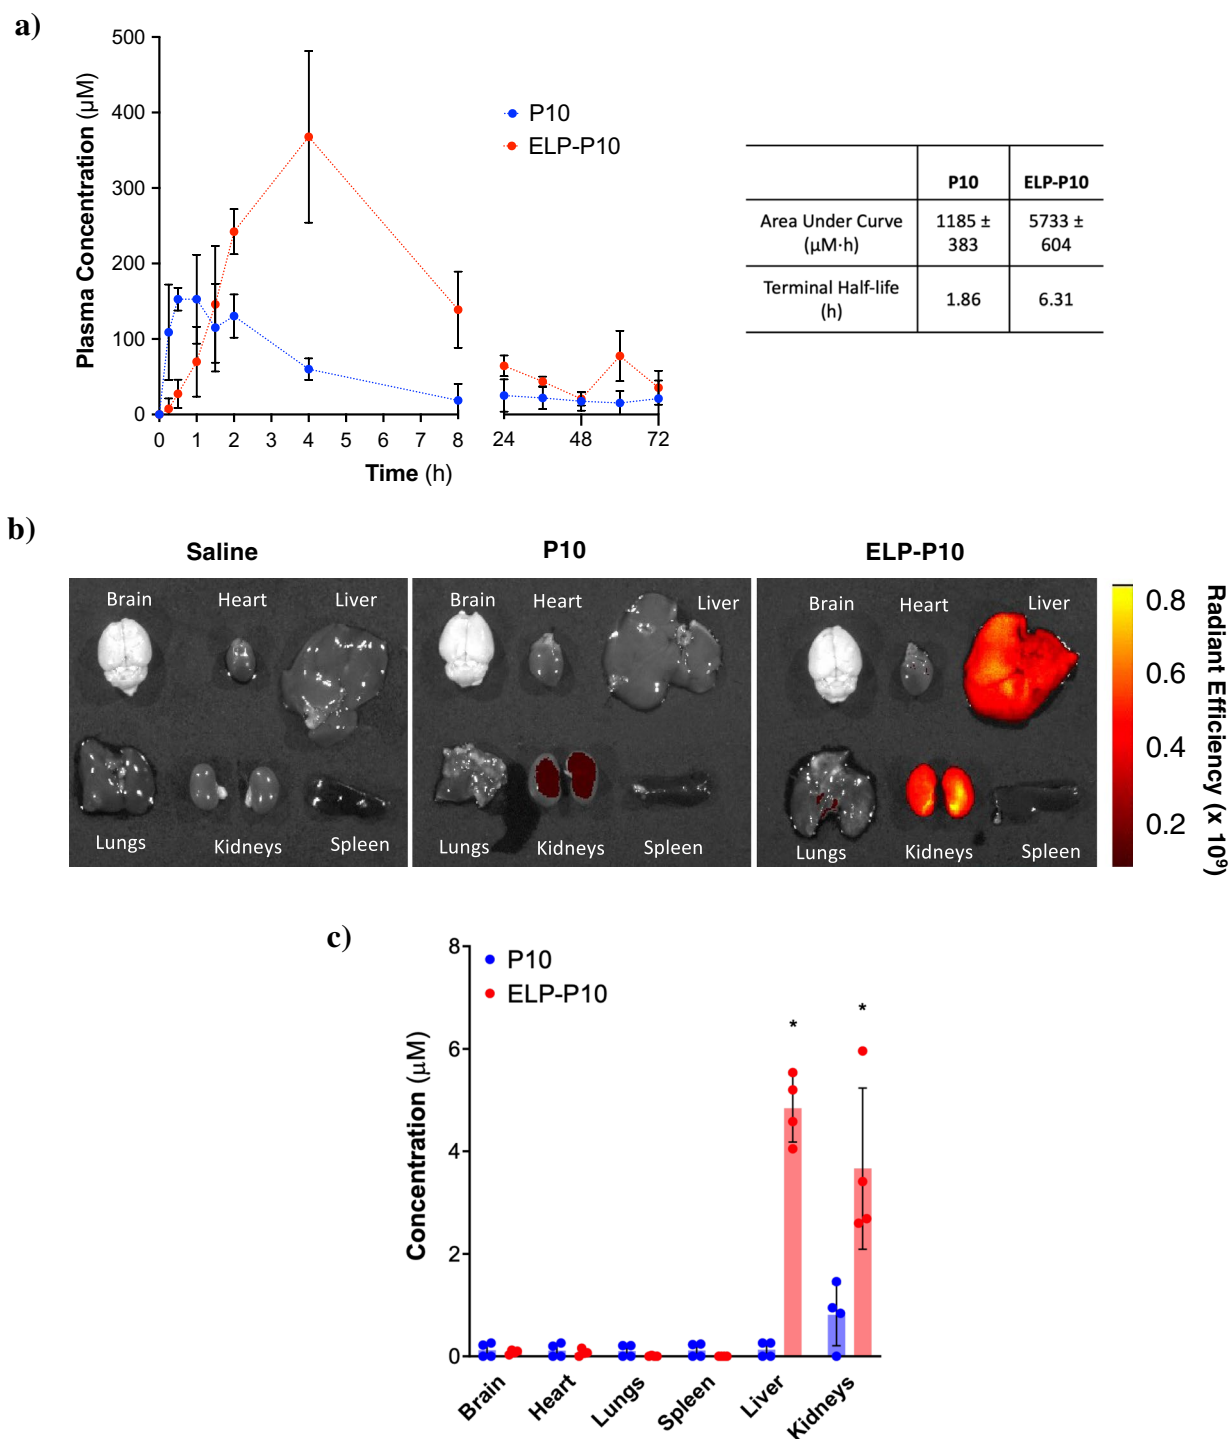 a)
500
400
300
200
100
0
Plasma Concentration (µM)
P10
ELP-P10
0 1 2 3 4 5 6 7 8 24 48 72
Time (h)
P10 ELP-P10
Area Under Curve (µM·h) 1185 ± 383 5733 ± 604
Terminal Half-life (h) 1.86 6.31
b)
Saline P10 ELP-P10
Brain Heart Liver
Lungs Kidneys Spleen
Brain Heart Liver
Lungs Kidneys Spleen
Brain Heart Liver
Lungs Kidneys Spleen
0.8
0.6
0.4
0.2
Radiant Efficiency (x 10⁹)
c)
8
6
4
2
0
Concentration (µM)
P10
ELP-P10
* *
Brain Heart Lungs Spleen Liver Kidneys